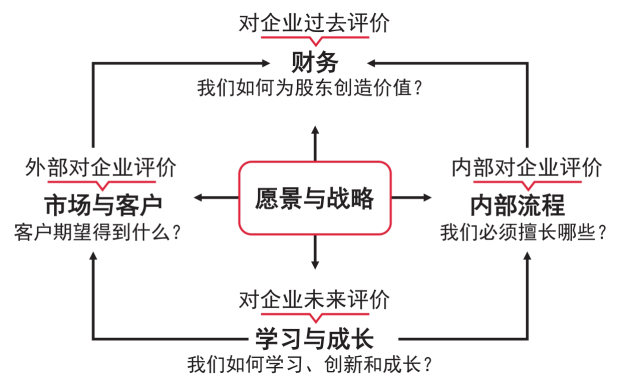 对企业过去评价
财务
我们如何为股东创造价值？
外部对企业评价
市场与客户
客户期望得到什么？
愿景与战略
内部对企业评价
内部流程
我们必须擅长哪些？
对企业未来评价
学习与成长
我们如何学习、创新和成长？